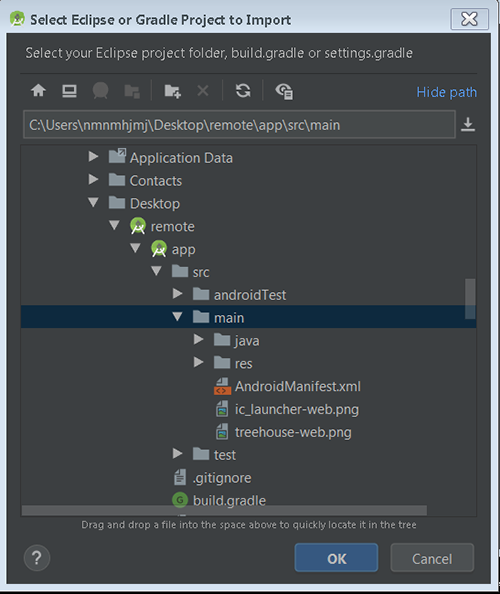 Select Eclipse or Gradle Project to Import
Select your Eclipse project folder, build.gradle or settings.gradle
Hide path
C:\Users\nmnmhjmj\Desktop\remote\app\src\main
Application Data
Contacts
Desktop
remote
app
src
androidTest
main
java
res
AndroidManifest.xml
ic_launcher-web.png
treehouse-web.png
test
.gitignore
build.gradle
Drag and drop a file into the space above to quickly locate it in the tree
? OK Cancel